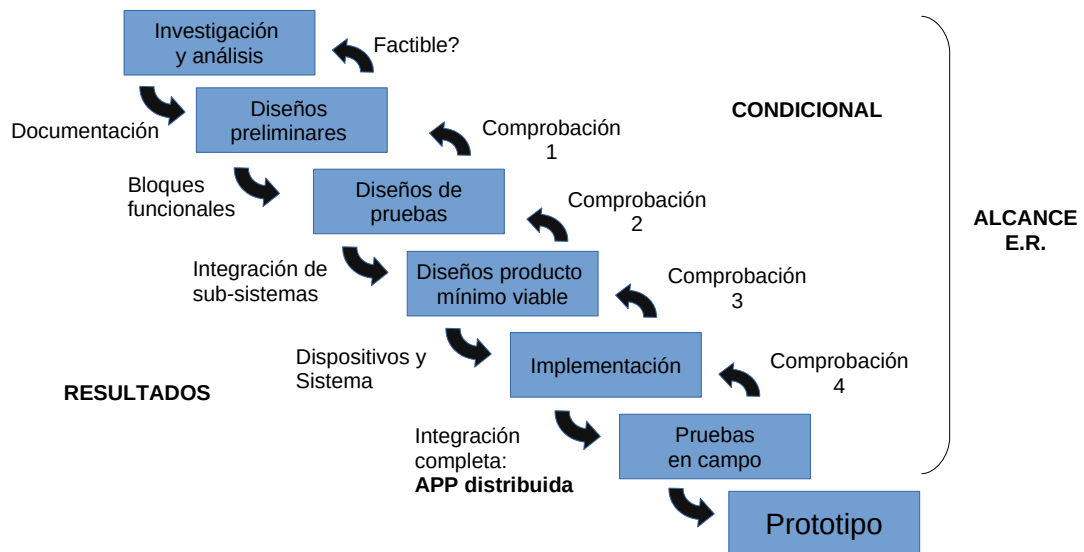 Investigación
y análisis
Factible?
Documentación
Diseños
preliminares
CONDICIONAL
Comprobación
1
Bloques
funcionales
Diseños de
pruebas
Comprobación
2
ALCANCE
E.R.
Integración de
sub-sistemas
Diseños producto
mínimo viable
Comprobación
3
Dispositivos y
Sistema
Implementación
Comprobación
4
RESULTADOS
Integración
completa:
APP distribuida
Pruebas
en campo
Prototipo